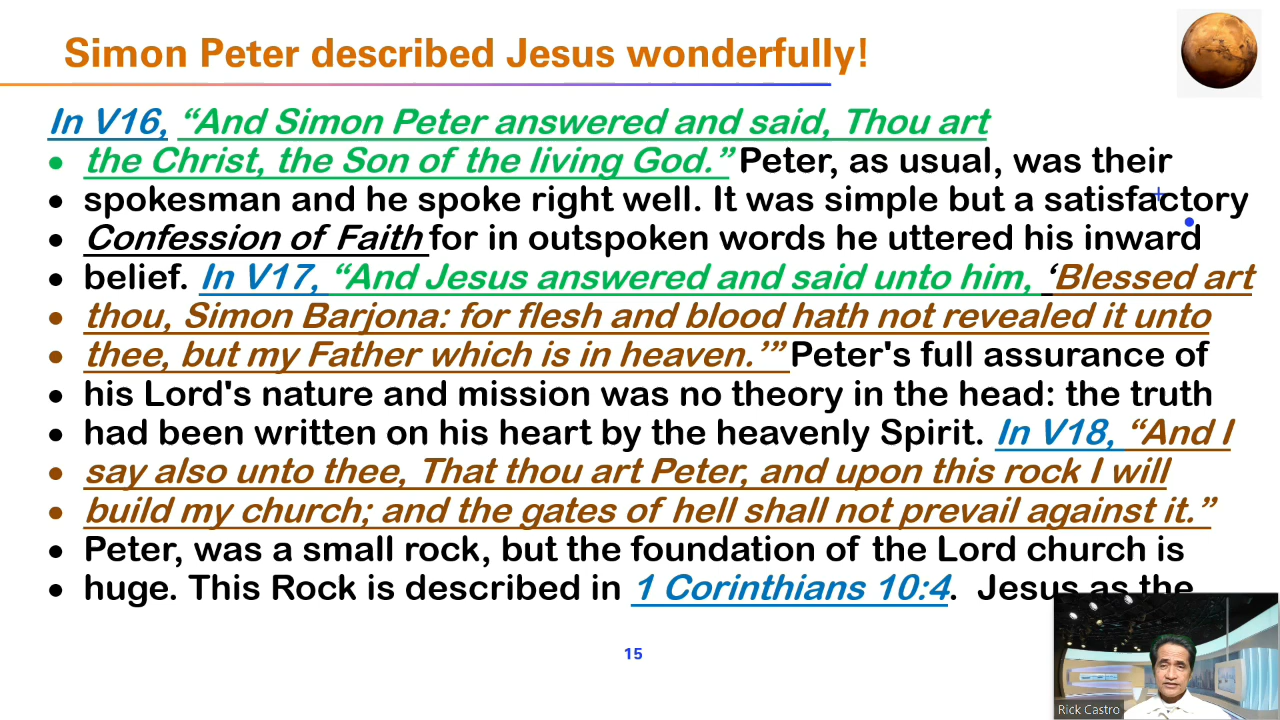 Simon Peter described Jesus wonderfully!
In V16, “And Simon Peter answered and said, Thou art
• the Christ, the Son of the living God.” Peter, as usual, was their
• spokesman and he spoke right well. It was simple but a satisfactory
• Confession of Faith for in outspoken words he uttered his inward
• belief. In V17, “And Jesus answered and said unto him, ‘Blessed art
• thou, Simon Barjona: for flesh and blood hath not revealed it unto
• thee, but my Father which is in heaven.’” Peter's full assurance of
• his Lord's nature and mission was no theory in the head: the truth
• had been written on his heart by the heavenly Spirit. In V18, “And I
• say also unto thee, That thou art Peter, and upon this rock I will
• build my church; and the gates of hell shall not prevail against it.”
• Peter, was a small rock, but the foundation of the Lord church is
• huge. This Rock is described in 1 Corinthians 10:4. Jesus as the
15
Rick Castro